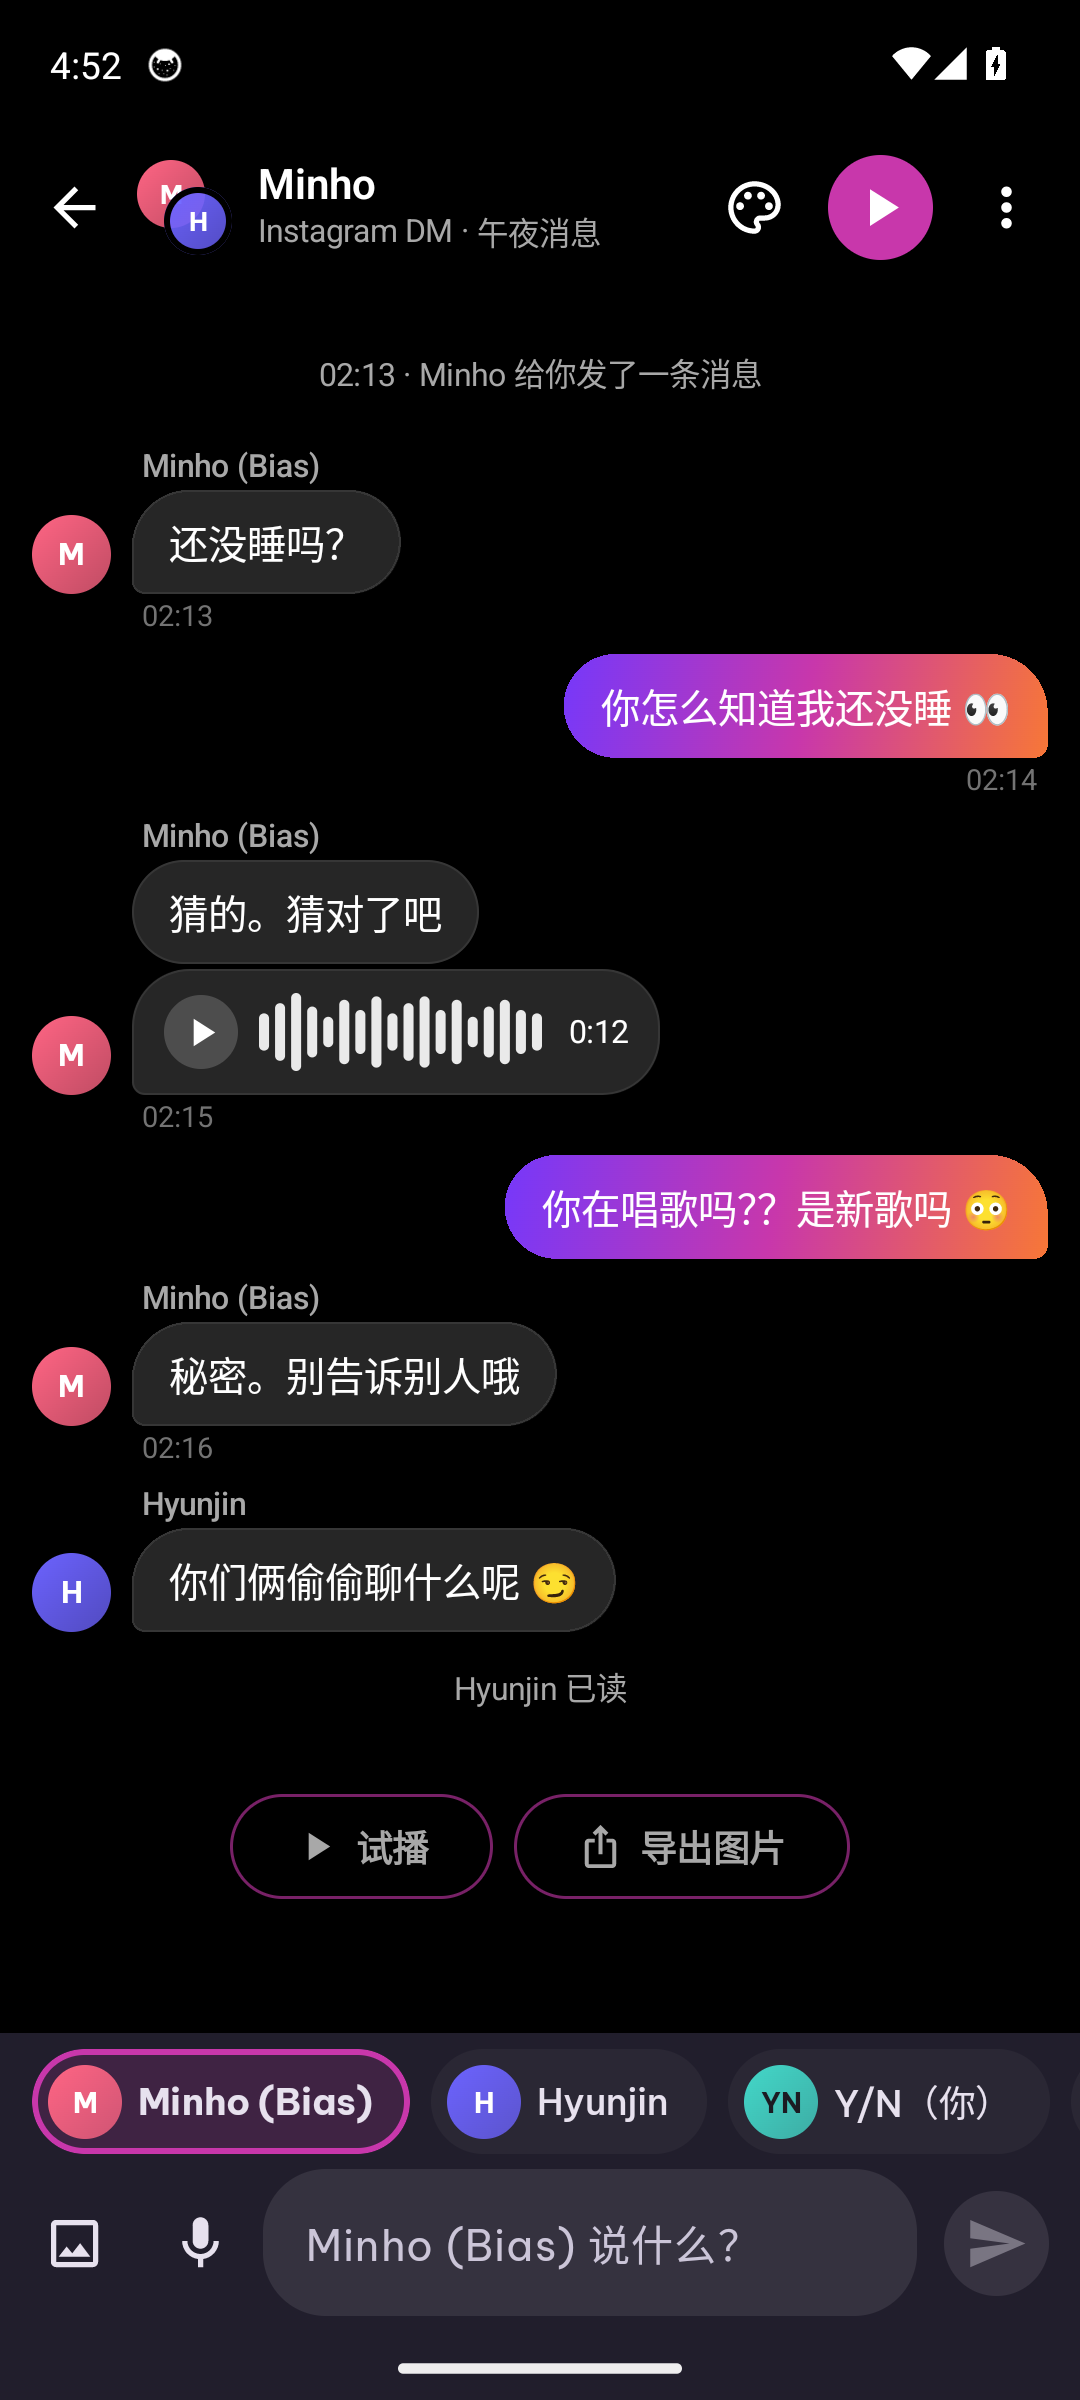 4:52
M
H
Minho
Instagram DM · 午夜消息
02:13 · Minho 给你发了一条消息
Minho (Bias)
M
还没睡吗？
02:13
你怎么知道我还没睡 👀
02:14
Minho (Bias)
猜的。猜对了吧
M
0:12
02:15
你在唱歌吗？？是新歌吗 😳
Minho (Bias)
M
秘密。别告诉别人哦
02:16
Hyunjin
H
你们俩偷偷聊什么呢 😏
Hyunjin 已读
试播
导出图片
M
Minho (Bias)
H
Hyunjin
YN
Y/N（你）
Minho (Bias) 说什么？